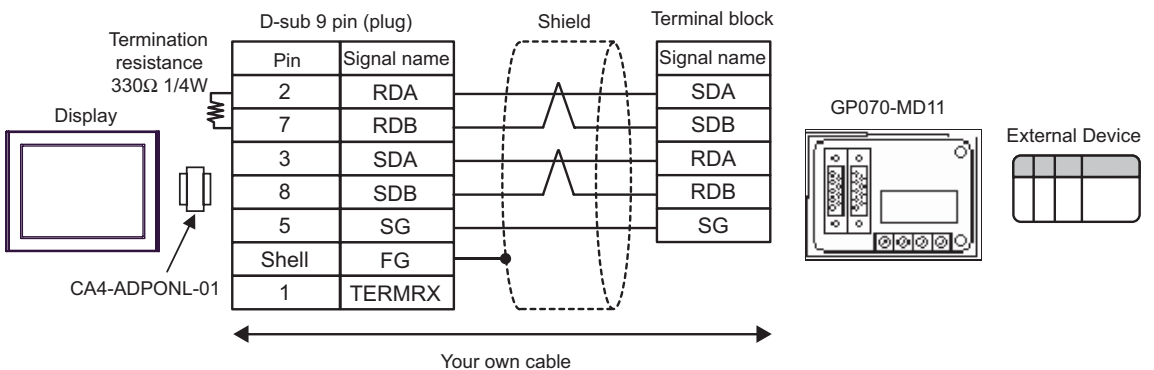 D-sub 9 pin (plug)
Shield
Terminal block
Termination
resistance
330Ω 1/4W
Pin
Signal name
Signal name
2
RDA
SDA
Display
7
RDB
SDB
GP070-MD11
External Device
3
SDA
RDA
8
SDB
RDB
5
SG
SG
Shell
FG
CA4-ADPONL-01
1
TERMRX
Your own cable